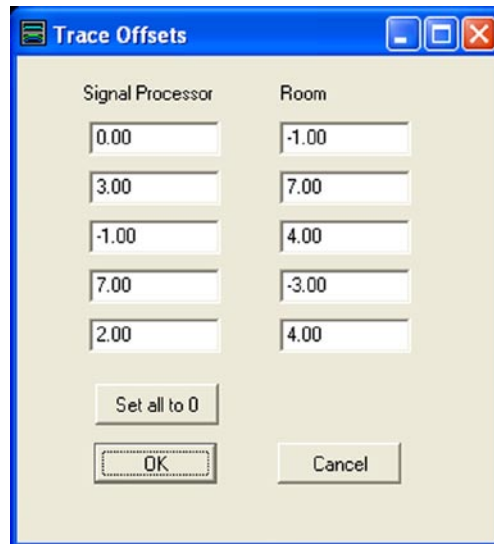 Trace Offsets
Signal Processor Room
0.00 -1.00
3.00 7.00
-1.00 4.00
7.00 -3.00
2.00 4.00
Set all to 0
OK Cancel